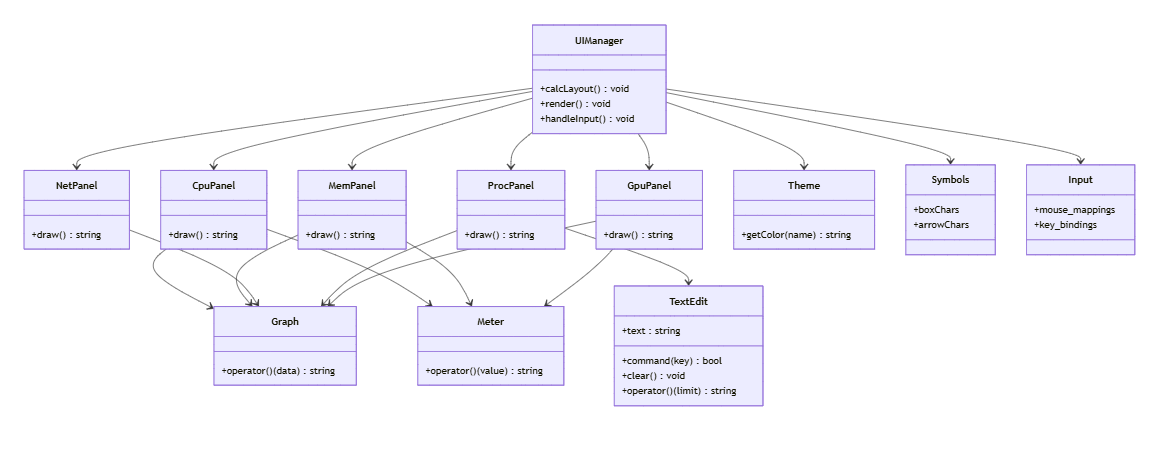 UIManager
+calcLayout() : void
+render() : void
+handleInput() : void
NetPanel
+draw() : string
CpuPanel
+draw() : string
MemPanel
+draw() : string
ProcPanel
+draw() : string
GpuPanel
+draw() : string
Theme
+getColor(name) : string
Symbols
+boxChars
+arrowChars
Input
+mouse_mappings
+key_bindings
Graph
+operator()(data) : string
Meter
+operator()(value) : string
TextEdit
+text : string
+command(key) : bool
+clear() : void
+operator()(limit) : string